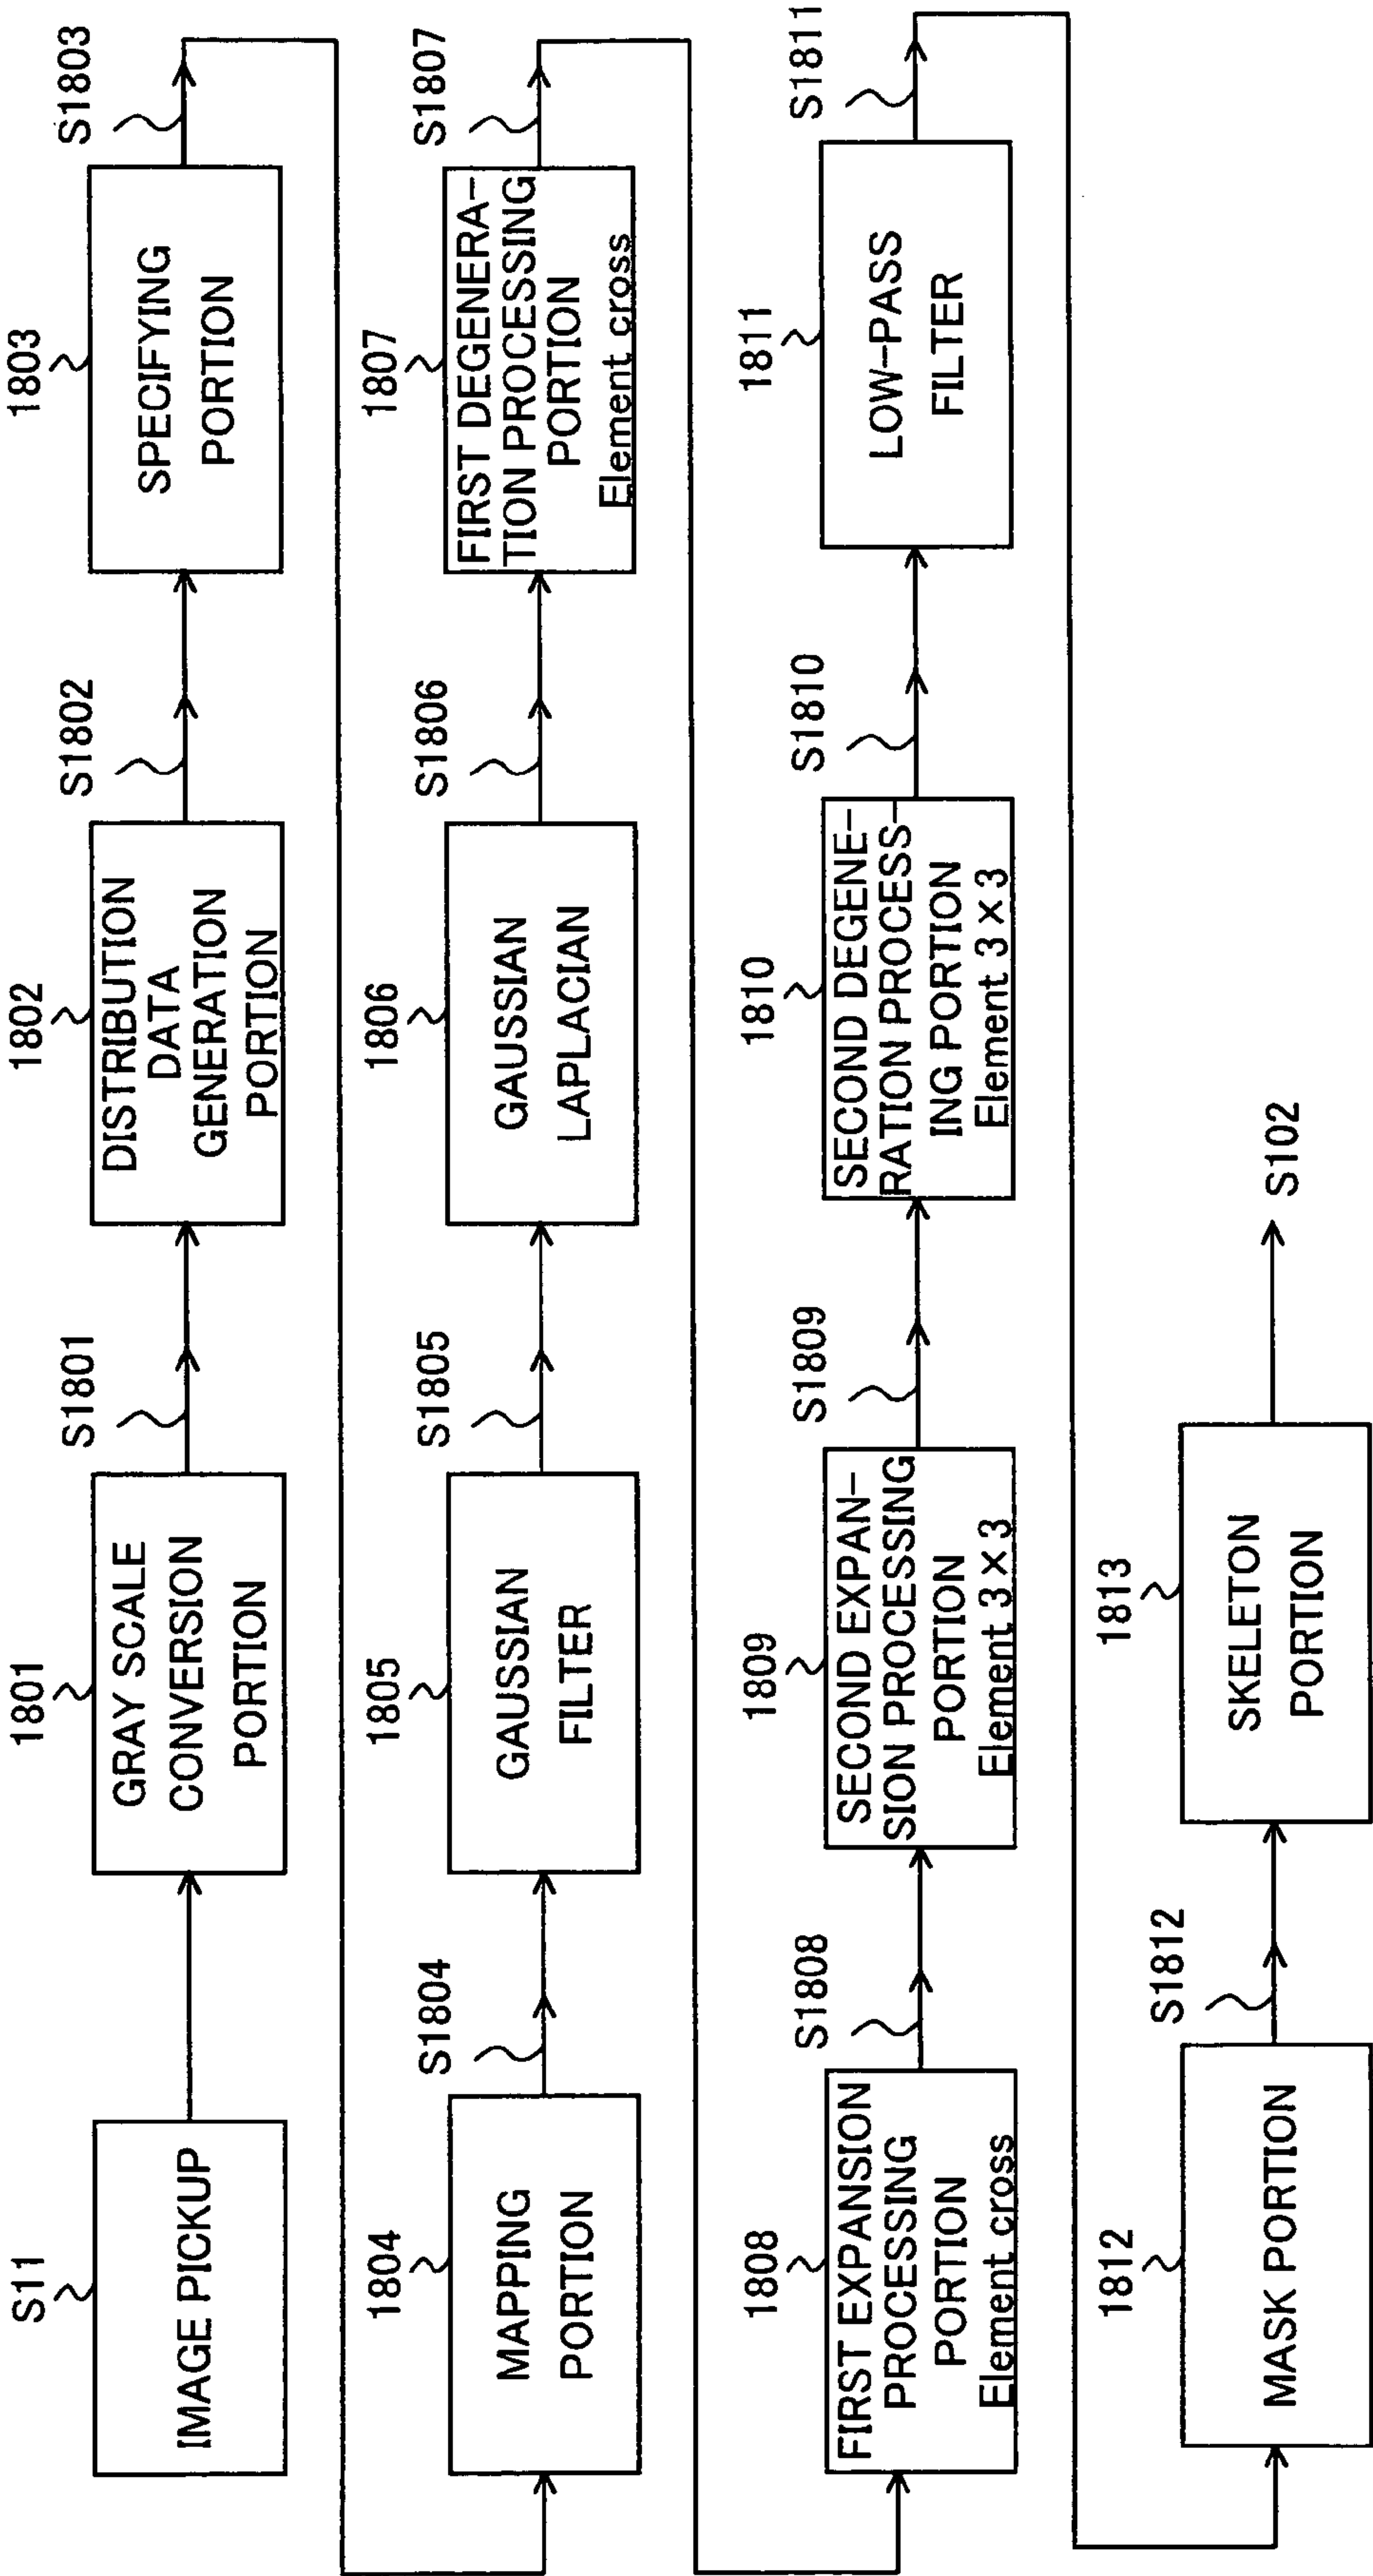 S11
IMAGE PICKUP
1801
GRAY SCALE
CONVERSION
PORTION
S1801
1802
DISTRIBUTION
DATA
GENERATION
PORTION
S1802
1803
SPECIFYING
PORTION
S1803
1804
MAPPING
PORTION
S1804
1805
GAUSSIAN
FILTER
S1805
1806
GAUSSIAN
LAPLACIAN
S1806
1807
FIRST DEGENERA-
TION PROCESSING
PORTION
Element cross
S1807
1808
FIRST EXPANSION
PROCESSING
PORTION
Element cross
S1808
1809
SECOND EXPAN-
SION PROCESSING
PORTION
Element 3 × 3
S1809
1810
SECOND DEGENE-
RATION PROCESS-
ING PORTION
Element 3 × 3
S1810
1811
LOW-PASS
FILTER
S1811
1812
MASK PORTION
S1812
1813
SKELETON
PORTION
S102